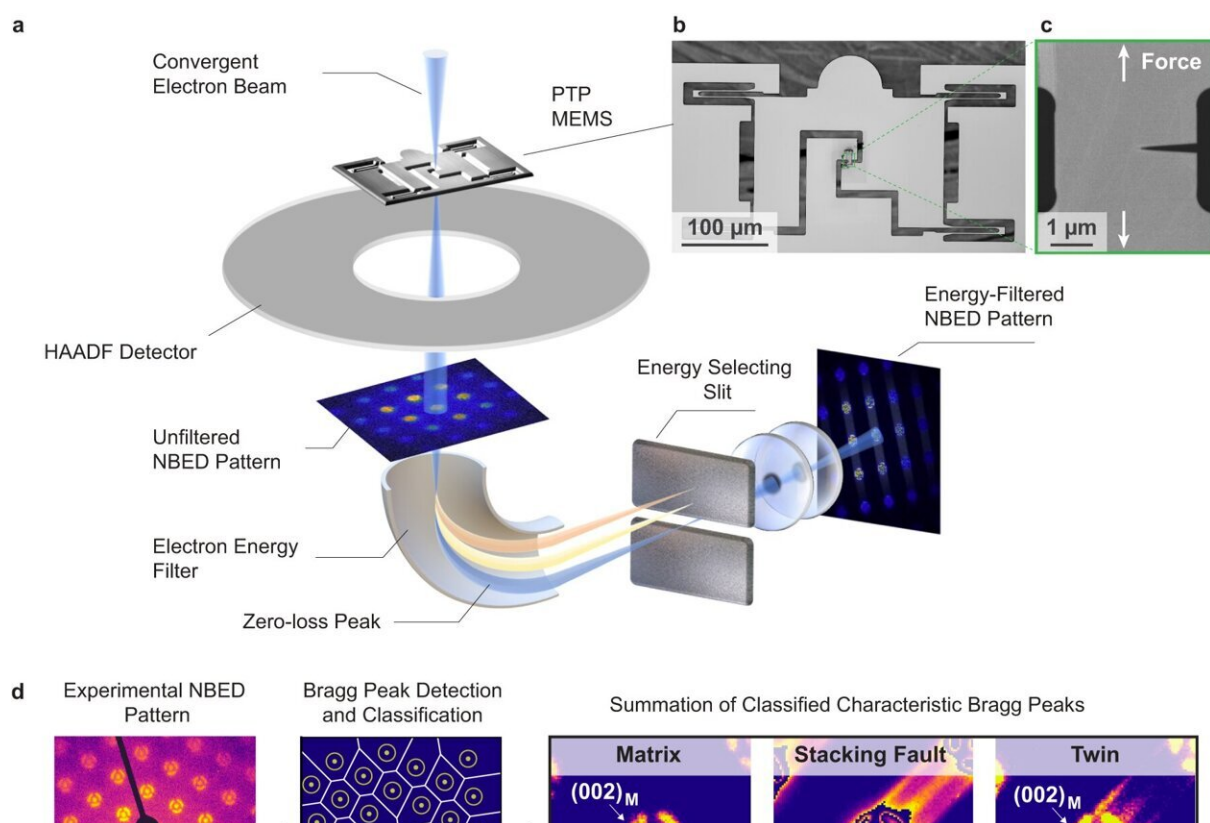 a
Convergent
Electron Beam
PTP
MEMS
b
100 µm
c
Force
1 µm
HAADF Detector
Unfiltered
NBED Pattern
Electron Energy
Filter
Zero-loss Peak
Energy Selecting
Slit
Energy-Filtered
NBED Pattern
d
Experimental NBED
Pattern
Bragg Peak Detection
and Classification
Summation of Classified Characteristic Bragg Peaks
Matrix
(002)M
Stacking Fault
Twin
(002)M